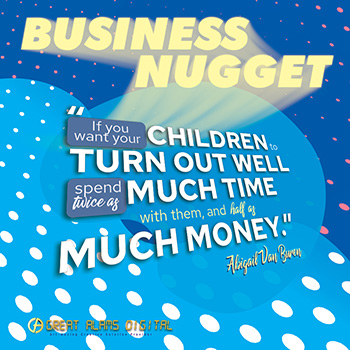 BUSINESS
NUGGET
"If you
want your CHILDREN to
TURN OUT WELL
spend
twice as MUCH TIME
with them, and half as
MUCH MONEY."
Abigail Van Buren
GREAT ALAMS DIGITAL